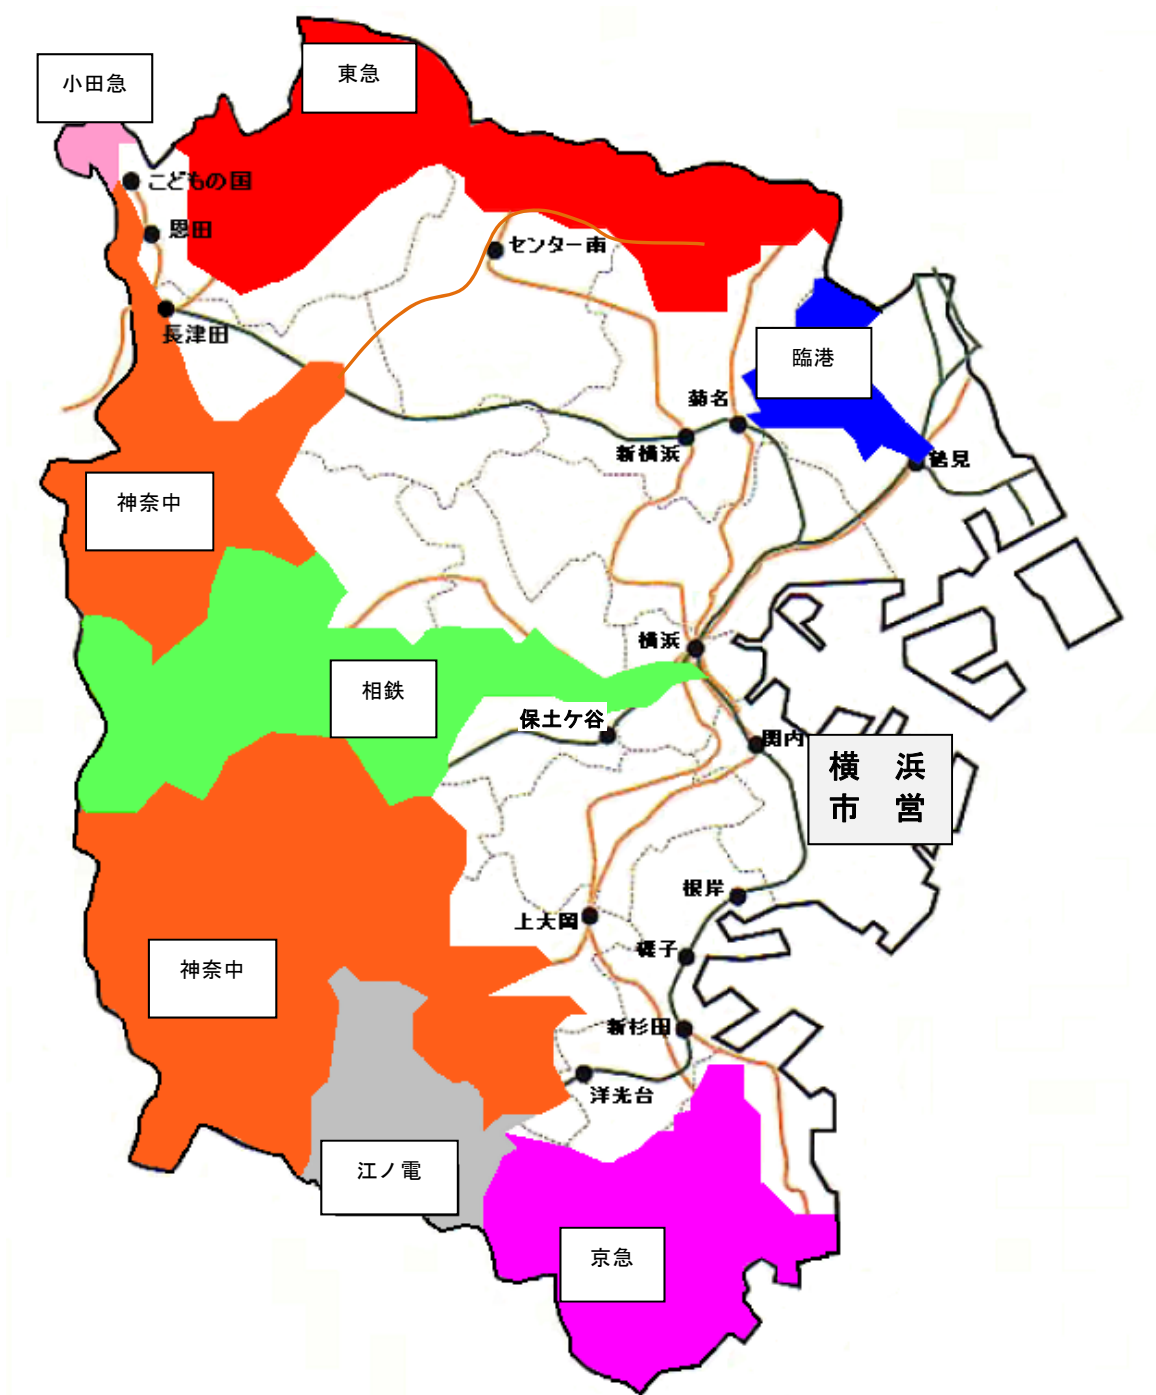 東急
小田急
こどもの国
恩田
センター南
長津田
臨港
菊名
新横浜
鶴見
神奈中
横浜
相鉄
保土ケ谷
関内
横 浜
市 営
根岸
上大岡
磯子
神奈中
新杉田
洋光台
江ノ電
京急